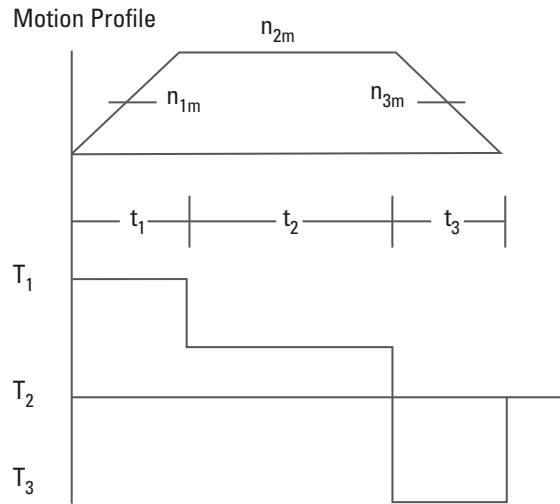 Motion Profile
n₂ₘ
n₁ₘ
n₃ₘ
t₁
t₂
t₃
T₁
T₂
T₃